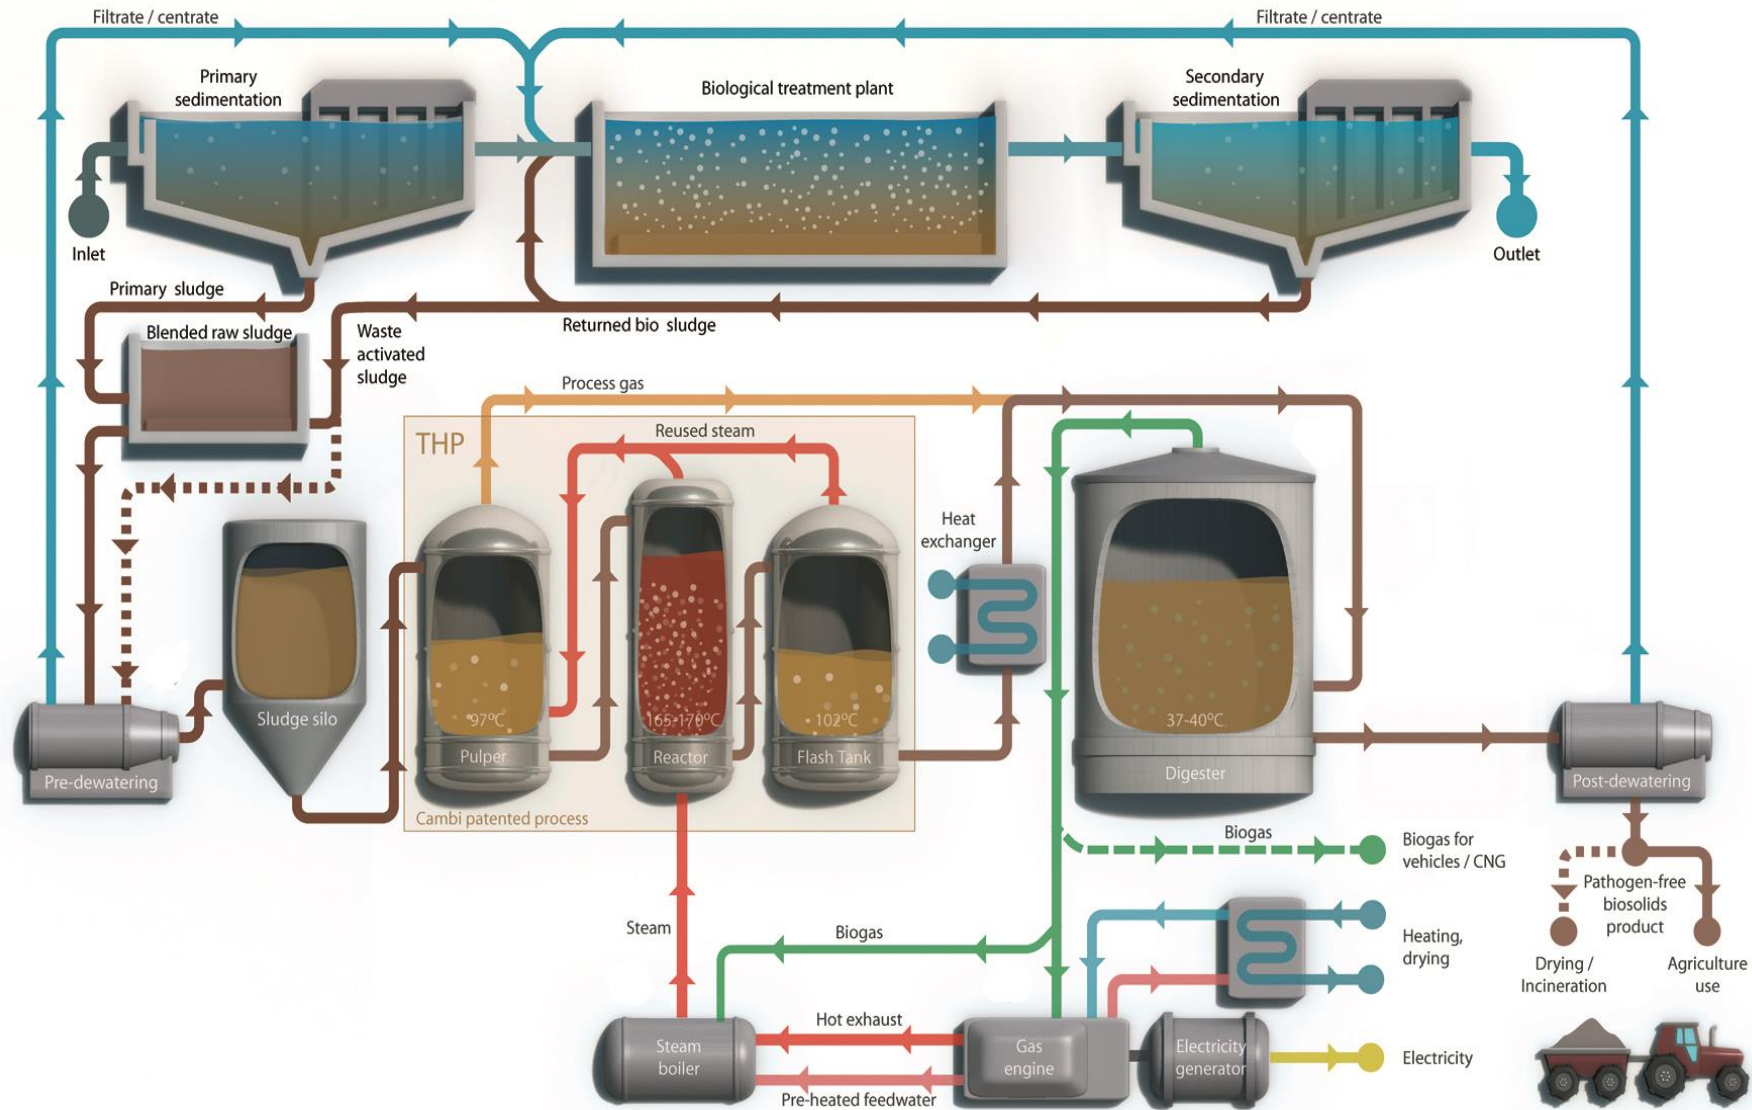 Filtrate / centrate
Filtrate / centrate
Primary
sedimentation
Biological treatment plant
Secondary
sedimentation
Inlet
Outlet
Primary sludge
Blended raw sludge
Waste
activated
sludge
Returned bio sludge
Process gas
THP
Reused steam
Heat
exchanger
Sludge silo
97ºC
165-170ºC
102ºC
37-40ºC
Pulper
Reactor
Flash Tank
Digester
Pre-dewatering
Post-dewatering
Cambi patented process
Biogas
Biogas for
vehicles / CNG
Pathogen-free
biosolids
product
Steam
Biogas
Heating,
drying
Drying /
Incineration
Agriculture
use
Hot exhaust
Steam
boiler
Gas
engine
Electricity
generator
Electricity
Pre-heated feedwater